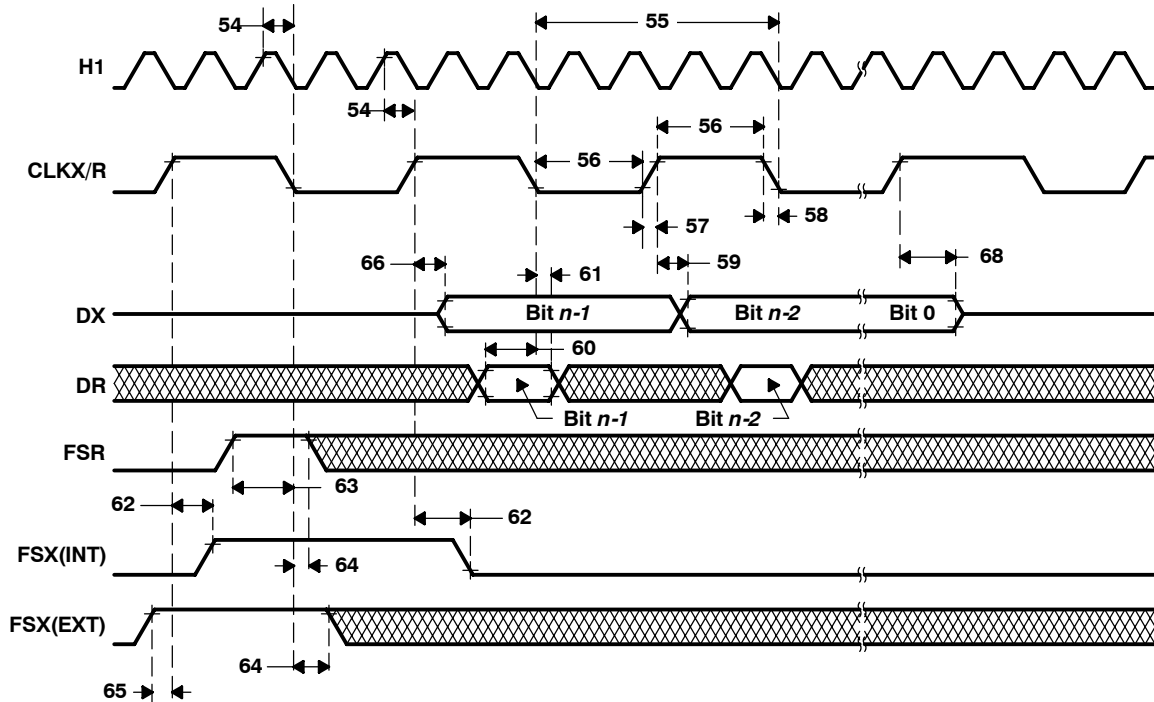 54
55
H1
54
56
56
CLKX/R
57
58
66
61
59
68
DX
Bit n-1
Bit n-2
Bit 0
60
DR
Bit n-1
Bit n-2
FSR
63
62
62
FSX(INT)
64
FSX(EXT)
64
65